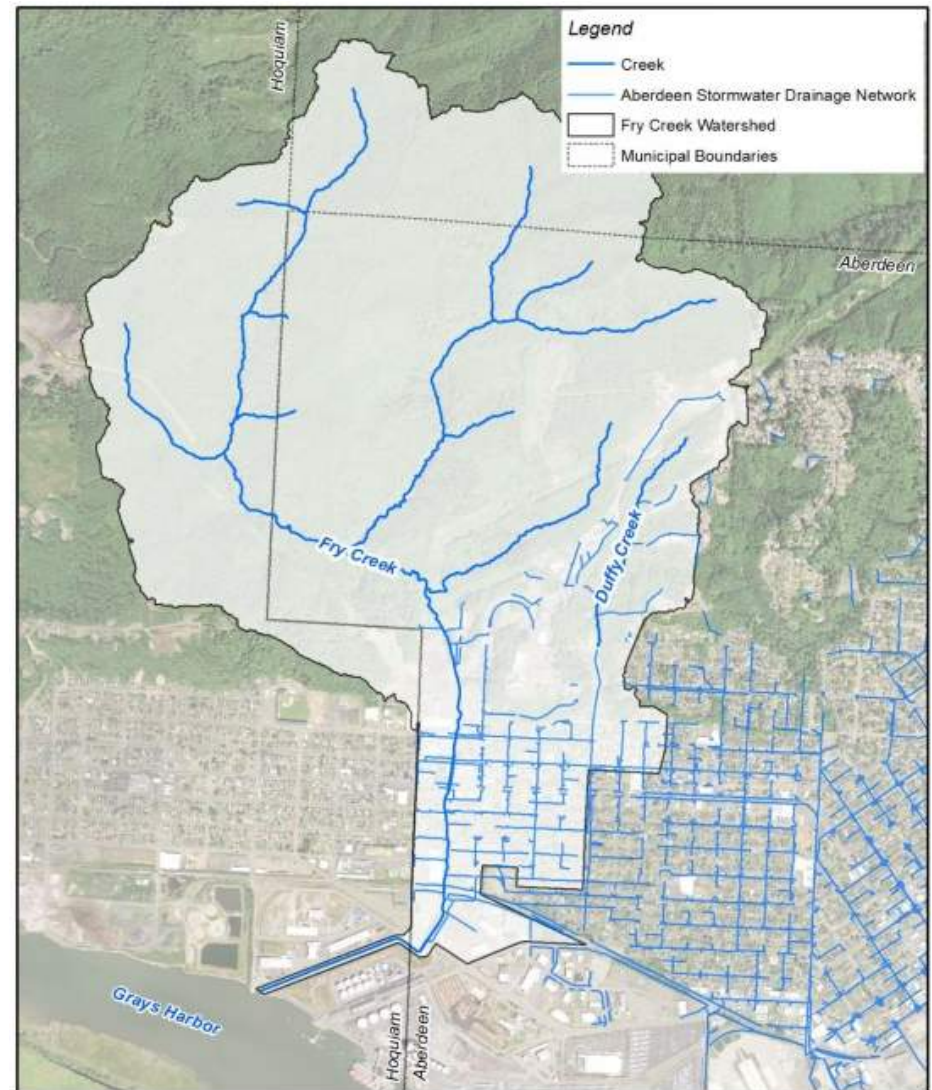 Legend
Creek
Aberdeen Stormwater Drainage Network
Fry Creek Watershed
Municipal Boundaries
Hoquiam
Aberdeen
Fry Creek
Duffy Creek
Grays Harbor
Hoquiam
Aberdeen